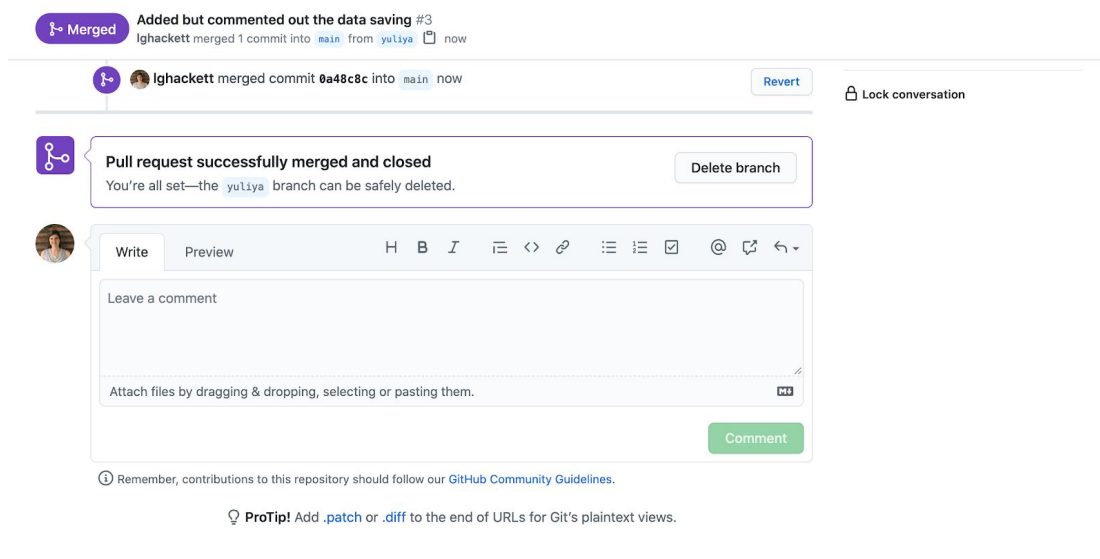 Merged
Added but commented out the data saving #3
lghackett merged 1 commit into main from yuliya now
lghackett merged commit 0a48c8c into main now
Revert
Lock conversation
Pull request successfully merged and closed
Delete branch
You're all set—the yuliya branch can be safely deleted.
Write
Preview
Leave a comment
Attach files by dragging & dropping, selecting or pasting them.
Comment
Remember, contributions to this repository should follow our GitHub Community Guidelines.
ProTip! Add .patch or .diff to the end of URLs for Git's plaintext views.